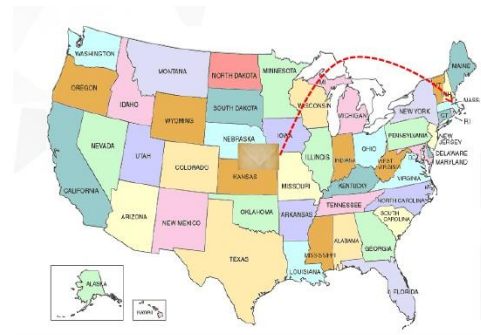 WASHINGTON
OREGON
CALIFORNIA
NEVADA
IDAHO
MONTANA
WYOMING
UTAH
ARIZONA
COLORADO
NEW MEXICO
NORTH DAKOTA
SOUTH DAKOTA
NEBRASKA
KANSAS
OKLAHOMA
TEXAS
MINNESOTA
IOWA
MISSOURI
ARKANSAS
LOUISIANA
WISCONSIN
ILLINOIS
MICHIGAN
INDIANA
OHIO
KENTUCKY
TENNESSEE
MISSISSIPPI
ALABAMA
GEORGIA
FLORIDA
SOUTH
CAROLINA
NORTH CAROLINA
VIRGINIA
WEST
VIRGINIA
PENNSYLVANIA
NEW YORK
MAINE
VT
MASS
R.I
CT
NEW
JERSEY
DELAWARE
MARYLAND
DC
ALASKA
HAWAII